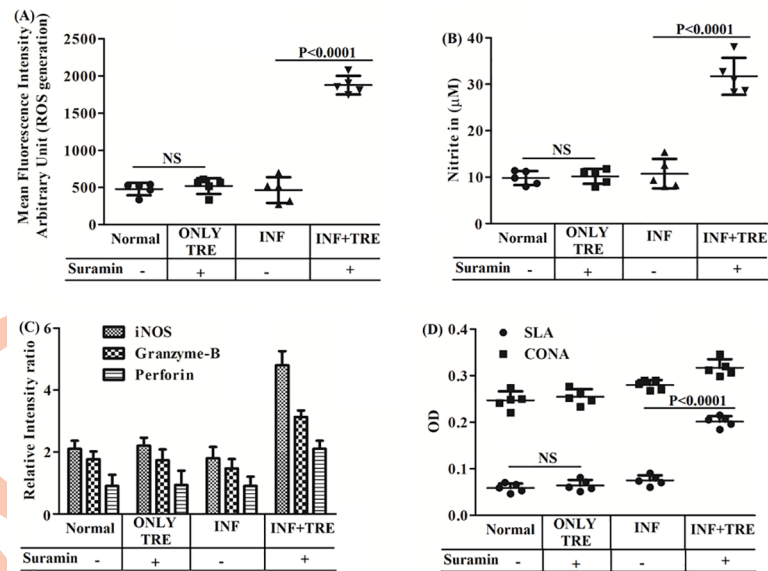 (A)
Mean Fluorescence Intensity
Arbitrary Unit (ROS generation)
2500
2000
1500
1000
500
0
NS
P<0.0001
Normal
ONLY
TRE
INF
INF+TRE
Suramin - + - +
(B)
Nitrite in (μM)
40
30
20
10
0
NS
P<0.0001
Normal
ONLY
TRE
INF
INF+TRE
Suramin - + - +
(C)
Relative Intensity ratio
6
4
2
0
iNOS
Granzyme-B
Perforin
Normal
ONLY
TRE
INF
INF+TRE
Suramin - + - +
(D)
OD
0.4
0.3
0.2
0.1
0.0
SLA
CONA
P<0.0001
NS
Normal
ONLY
TRE
INF
INF+TRE
Suramin - + - +